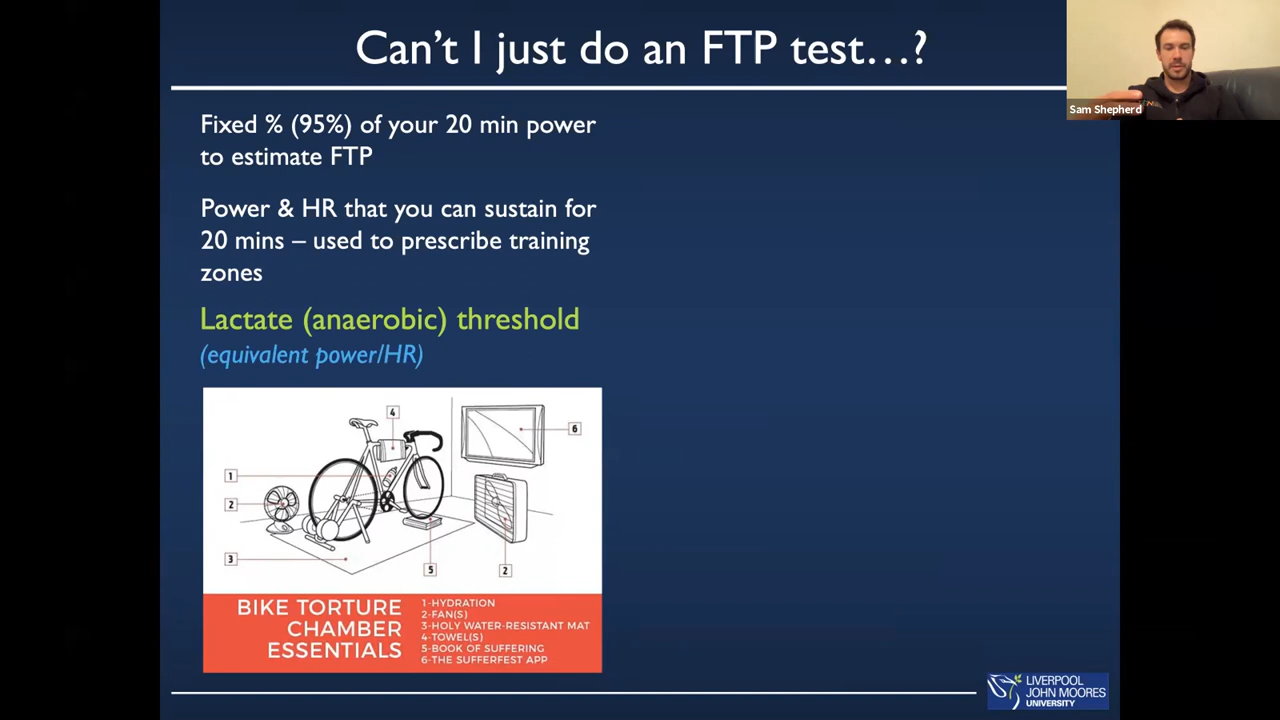 Can't I just do an FTP test…?
Sam Shepherd
Fixed % (95%) of your 20 min power
to estimate FTP
Power & HR that you can sustain for
20 mins – used to prescribe training
zones
Lactate (anaerobic) threshold
(equivalent power/HR)
4
6
1
2
3
5
2
BIKE TORTURE
CHAMBER
ESSENTIALS
1-HYDRATION
2-FAN(S)
3-HOLY WATER-RESISTANT MAT
4-TOWEL(S)
5-BOOK OF SUFFERING
6-THE SUFFERFEST APP
LIVERPOOL
JOHN MOORES
UNIVERSITY